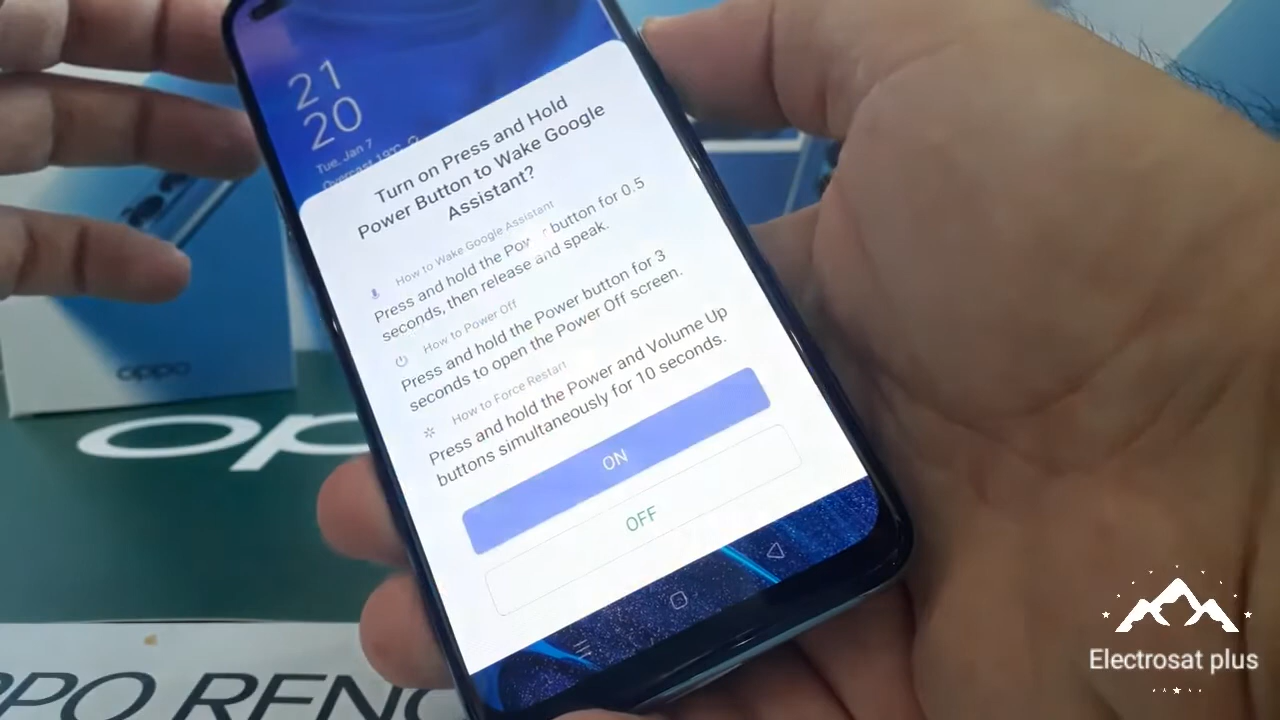 21
20
Tue, Jan 7
Overcast 19°C
Turn on Press and Hold
Power Button to Wake Google
Assistant?
How to Wake Google Assistant
Press and hold the Power button for 0.5
seconds, then release and speak.
How to Power Off
Press and hold the Power button for 3
seconds to open the Power Off screen.
How to Force Restart
Press and hold the Power and Volume Up
buttons simultaneously for 10 seconds.
ON
OFF
oppo
op
PPO RENO
Electrosat plus